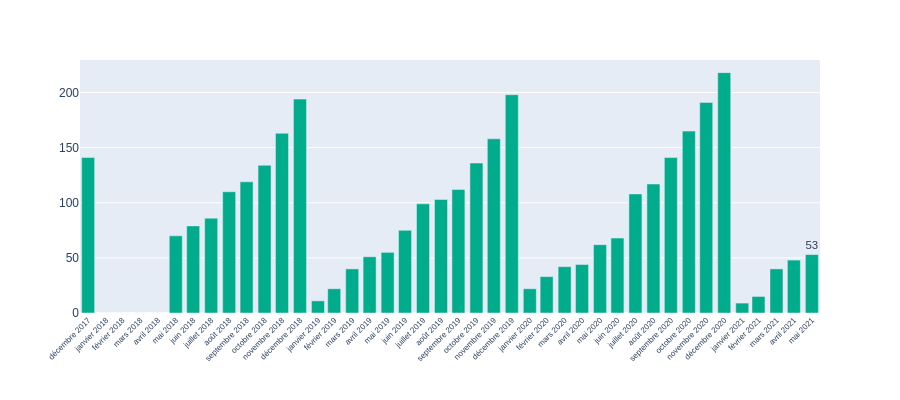 200
150
100
50
0
53
décembre 2017
janvier 2018
février 2018
mars 2018
avril 2018
mai 2018
juin 2018
juillet 2018
août 2018
septembre 2018
octobre 2018
novembre 2018
décembre 2018
janvier 2019
février 2019
mars 2019
avril 2019
mai 2019
juin 2019
juillet 2019
août 2019
septembre 2019
octobre 2019
novembre 2019
décembre 2019
janvier 2020
février 2020
mars 2020
avril 2020
mai 2020
juin 2020
juillet 2020
août 2020
septembre 2020
octobre 2020
novembre 2020
décembre 2020
janvier 2021
février 2021
mars 2021
avril 2021
mai 2021